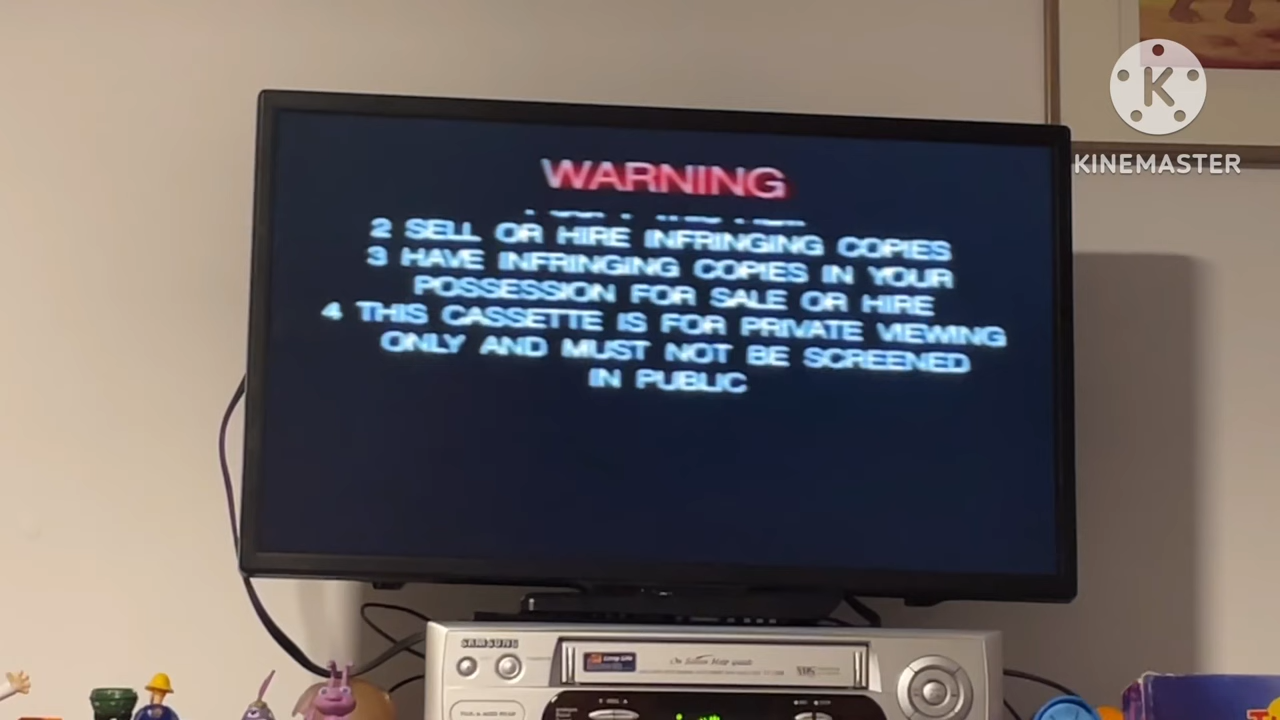 WARNING
2 SELL OR HIRE INFRINGING COPIES
3 HAVE INFRINGING COPIES IN YOUR
POSSESSION FOR SALE OR HIRE
4 THIS CASSETTE IS FOR PRIVATE VIEWING
ONLY AND MUST NOT BE SCREENED
IN PUBLIC
K
KINEMASTER
SAMSUNG
VHS